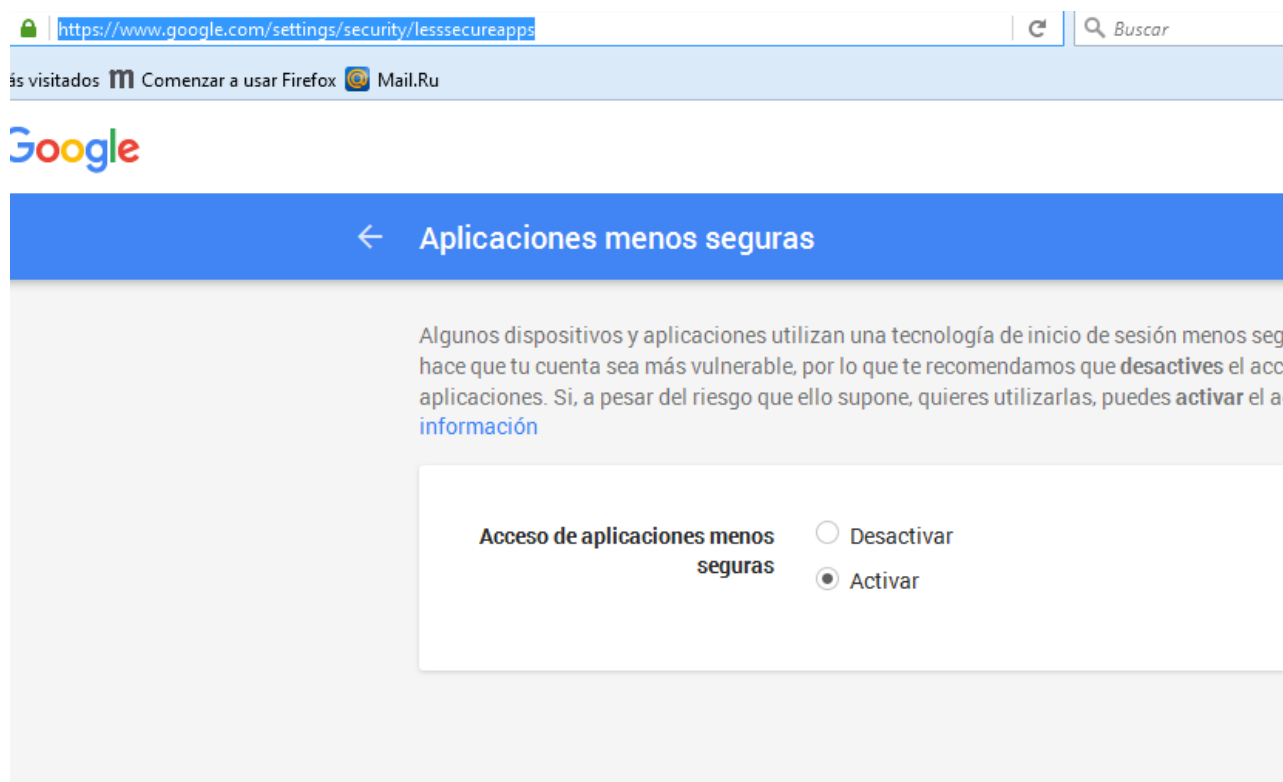 https://www.google.com/settings/security/lesssecureapps
Buscar
ás visitados Comenzar a usar Firefox Mail.Ru
Google
Aplicaciones menos seguras
Algunos dispositivos y aplicaciones utilizan una tecnología de inicio de sesión menos seg
hace que tu cuenta sea más vulnerable, por lo que te recomendamos que desactives el acc
aplicaciones. Si, a pesar del riesgo que ello supone, quieres utilizarlas, puedes activar el a
información
Acceso de aplicaciones menos
seguras
Desactivar
Activar